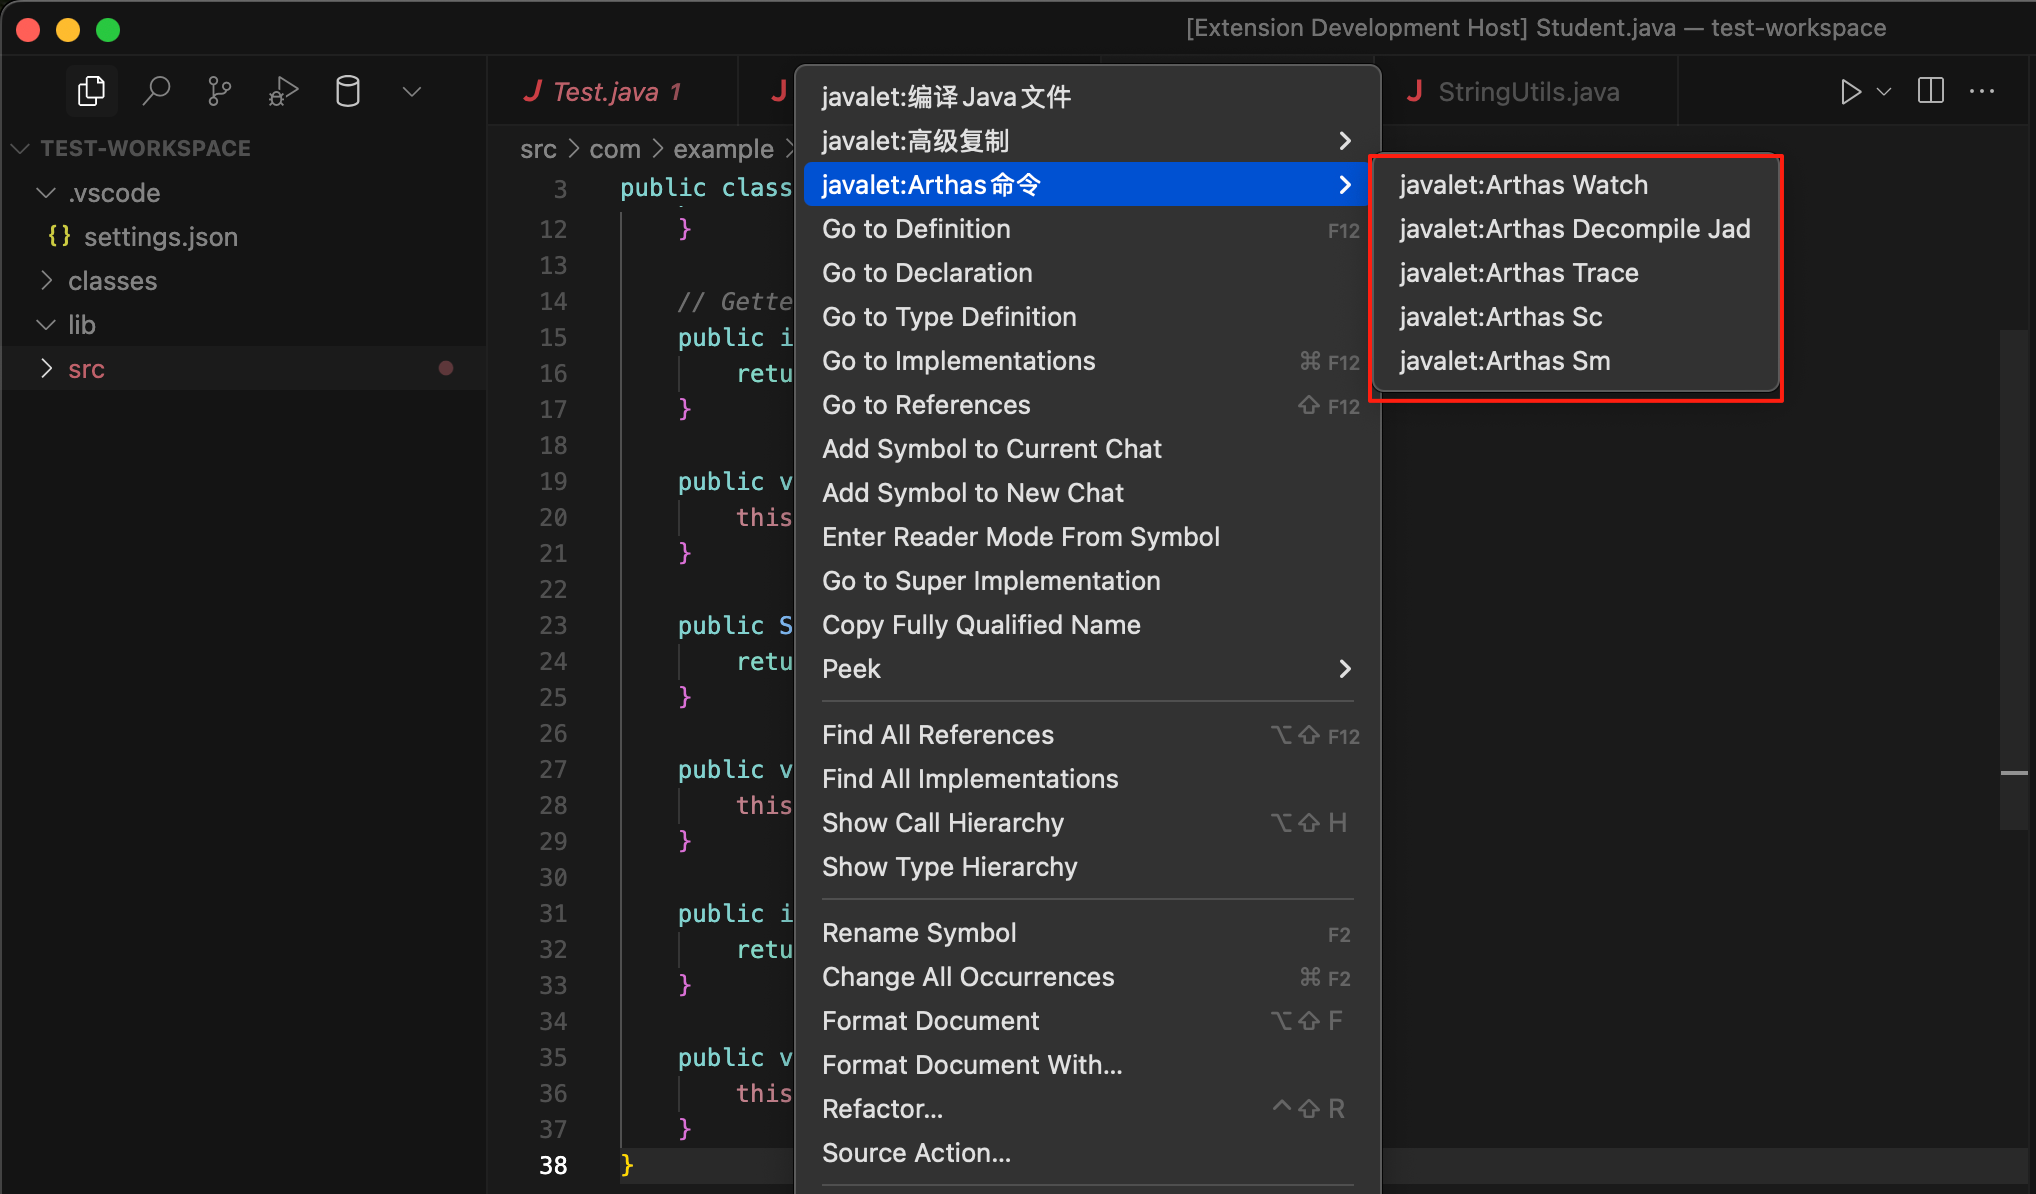 [Extension Development Host] Student.java — test-workspace
Test.java 1
StringUtils.java
TEST-WORKSPACE
.vscode
{} settings.json
classes
lib
src
src > com > example >
3 public class
12 }
13
14 // Gette
15 public i
16 retu
17 }
18
19 public v
20 this
21 }
22
23 public S
24 retu
25 }
26
27 public v
28 this
29 }
30
31 public i
32 retu
33 }
34
35 public v
36 this
37 }
38 }
javalet:编译Java文件
javalet:高级复制
javalet:Arthas命令
Go to Definition F12
Go to Declaration
Go to Type Definition
Go to Implementations ⌘ F12
Go to References ⇧ F12
Add Symbol to Current Chat
Add Symbol to New Chat
Enter Reader Mode From Symbol
Go to Super Implementation
Copy Fully Qualified Name
Peek
Find All References ⌥⇧ F12
Find All Implementations
Show Call Hierarchy ⌥⇧ H
Show Type Hierarchy
Rename Symbol F2
Change All Occurrences ⌘ F2
Format Document ⌥⇧ F
Format Document With...
Refactor... ^⇧ R
Source Action...
javalet:Arthas Watch
javalet:Arthas Decompile Jad
javalet:Arthas Trace
javalet:Arthas Sc
javalet:Arthas Sm